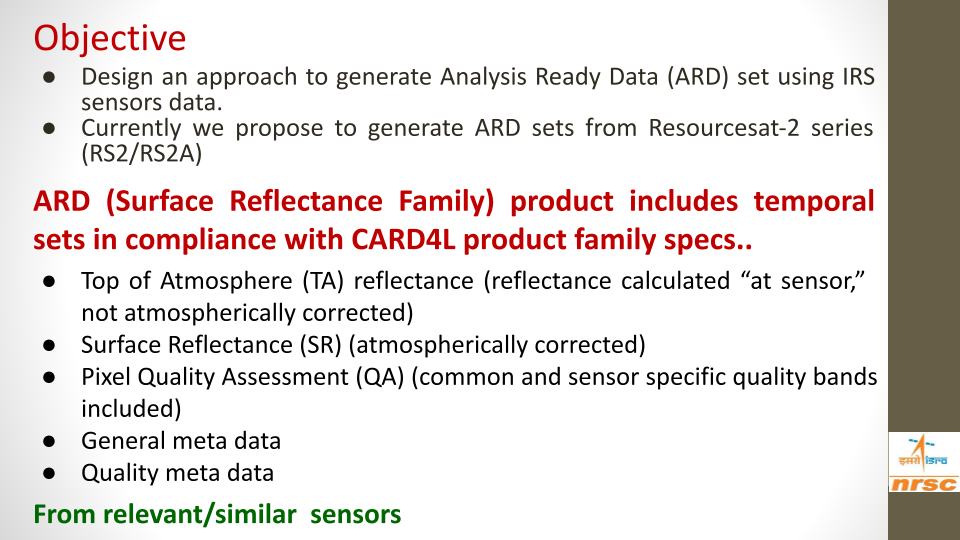 Objective
● Design an approach to generate Analysis Ready Data (ARD) set using IRS
sensors data.
● Currently we propose to generate ARD sets from Resourcesat-2 series
(RS2/RS2A)
ARD (Surface Reflectance Family) product includes temporal
sets in compliance with CARD4L product family specs..
● Top of Atmosphere (TA) reflectance (reflectance calculated “at sensor,”
not atmospherically corrected)
● Surface Reflectance (SR) (atmospherically corrected)
● Pixel Quality Assessment (QA) (common and sensor specific quality bands
included)
● General meta data
● Quality meta data
From relevant/similar  sensors
इसरो isro
nrsc